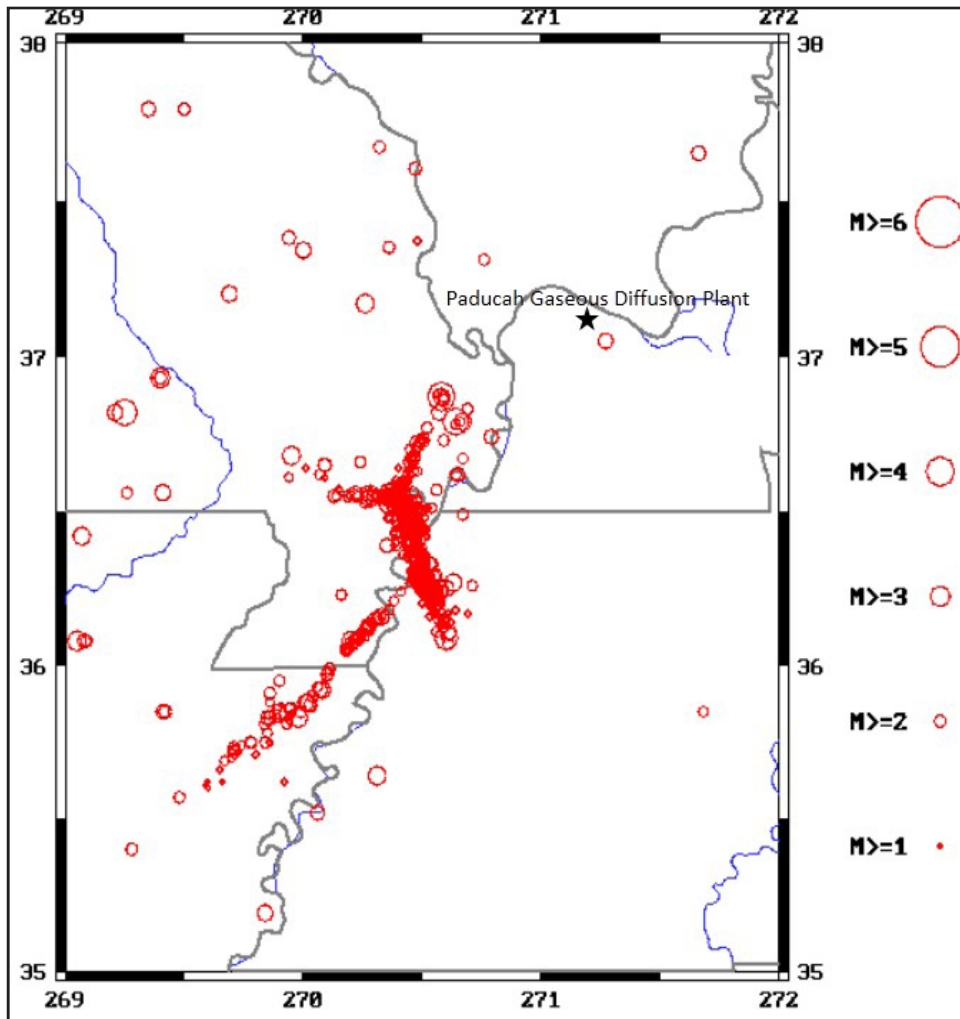 269 270 271 272
38 38
M>=6
Paducah Gaseous Diffusion Plant
M>=5
37 37
M>=4
M>=3
36 36
M>=2
M>=1
35 35
269 270 271 272